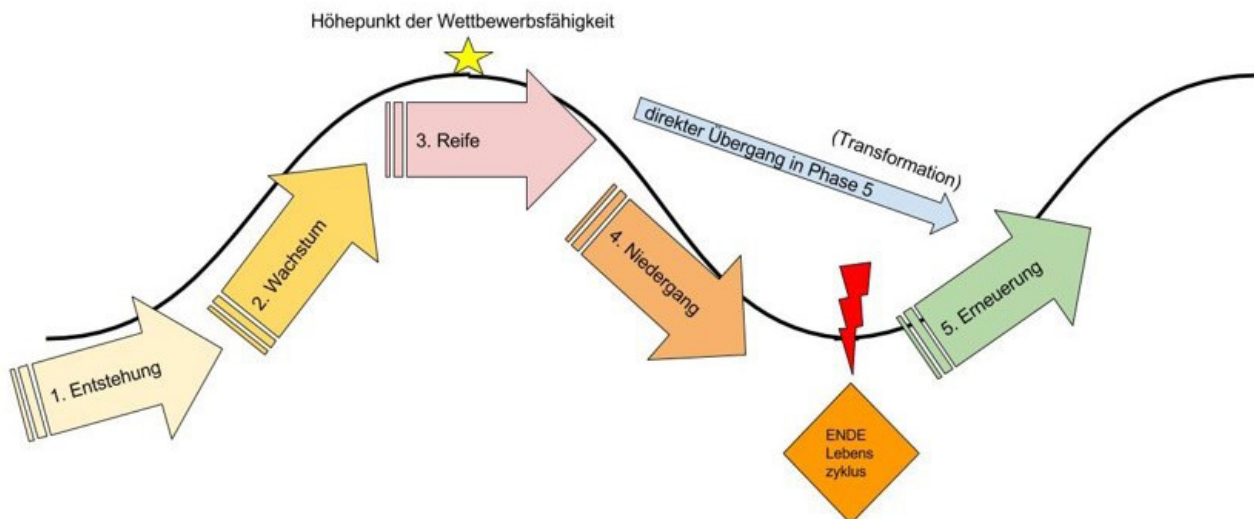 Höhepunkt der Wettbewerbsfähigkeit
1. Entstehung
2. Wachstum
3. Reife
direkter Übergang in Phase 5
(Transformation)
4. Niedergang
ENDE
Lebens
zyklus
5. Erneuerung